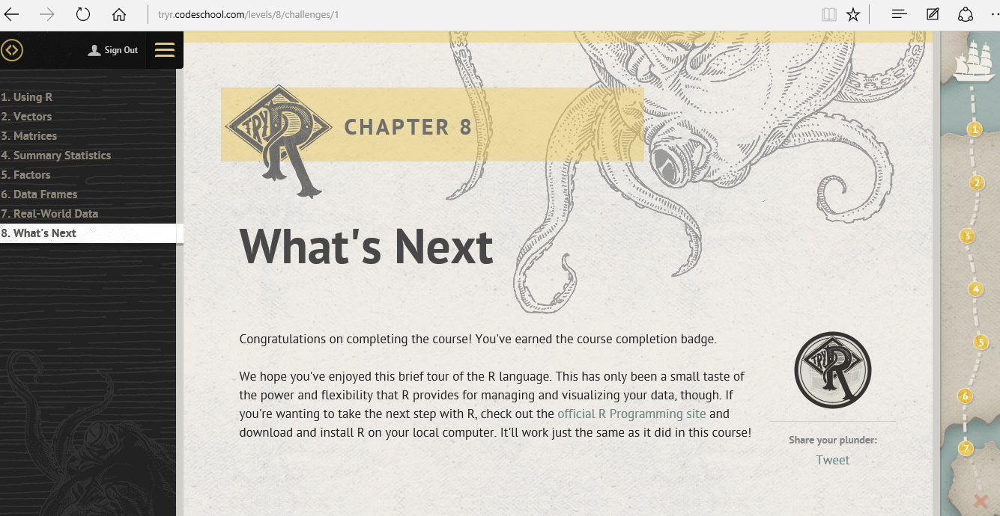 tryr.codeschool.com/levels/8/challenges/1
Sign Out
1. Using R
2. Vectors
3. Matrices
4. Summary Statistics
5. Factors
6. Data Frames
7. Real-World Data
8. What's Next
TRY R
CHAPTER 8
What's Next
Congratulations on completing the course! You've earned the course completion badge.
We hope you've enjoyed this brief tour of the R language. This has only been a small taste of
the power and flexibility that R provides for managing and visualizing your data, though. If
you're wanting to take the next step with R, check out the official R Programming site and
download and install R on your local computer. It'll work just the same as it did in this course!
TRY R
Share your plunder:
Tweet
1
2
3
4
5
6
7